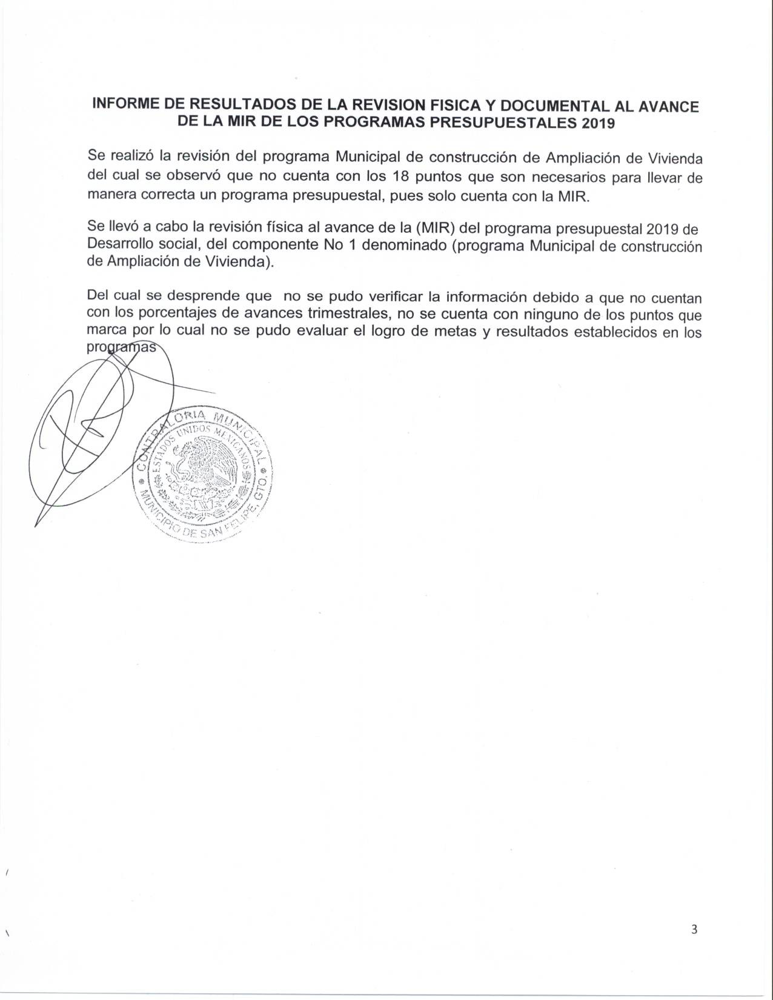 INFORME DE RESULTADOS DE LA REVISION FISICA Y DOCUMENTAL AL AVANCE
DE LA MIR DE LOS PROGRAMAS PRESUPUESTALES 2019
Se realizó la revisión del programa Municipal de construcción de Ampliación de Vivienda
del cual se observó que no cuenta con los 18 puntos que son necesarios para llevar de
manera correcta un programa presupuestal, pues solo cuenta con la MIR.
Se llevó a cabo la revisión física al avance de la (MIR) del programa presupuestal 2019 de
Desarrollo social, del componente No 1 denominado (programa Municipal de construcción
de Ampliación de Vivienda).
Del cual se desprende que no se pudo verificar la información debido a que no cuentan
con los porcentajes de avances trimestrales, no se cuenta con ninguno de los puntos que
marca por lo cual no se pudo evaluar el logro de metas y resultados establecidos en los
programas
CONTRALORIA MUNICIPAL
ESTADOS UNIDOS MEXICANOS
MUNICIPIO DE SAN FELIPE, GTO.
3